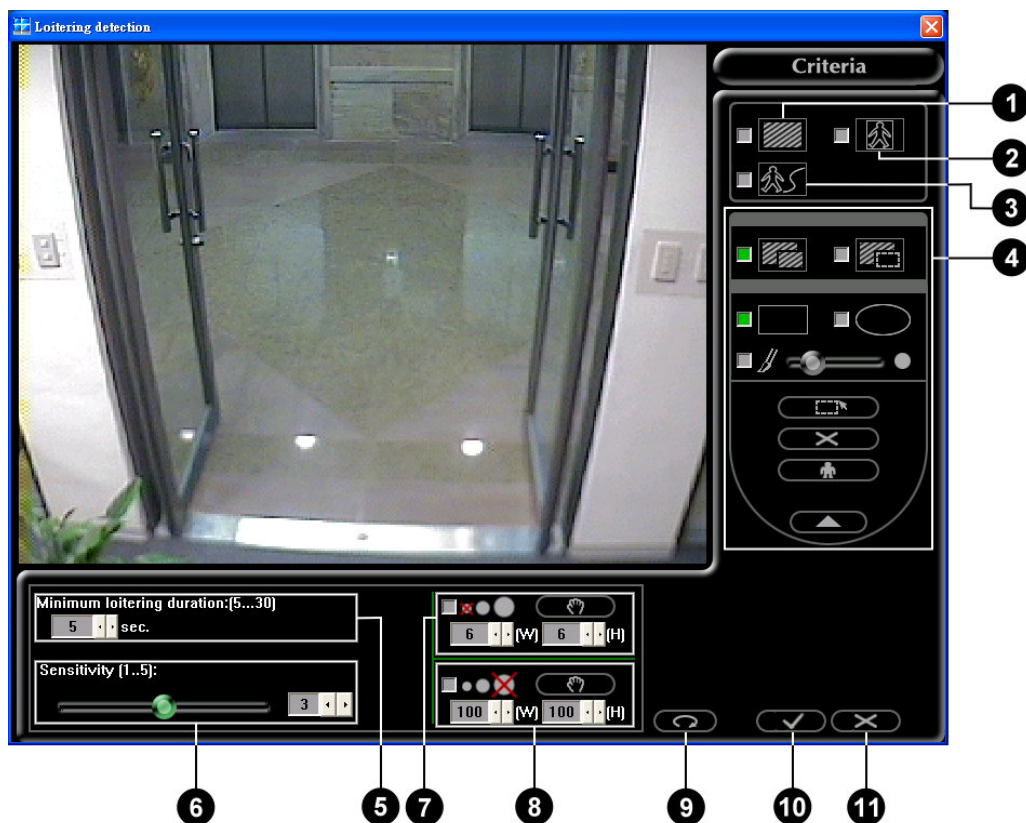 Loitering detection
Criteria
1
2
3
4
Minimum loitering duration:(5...30)
5 sec.
6 (W) 6 (H)
Sensitivity (1..5):
3
100 (W) 100 (H)
6
5
7
8
9
10
11